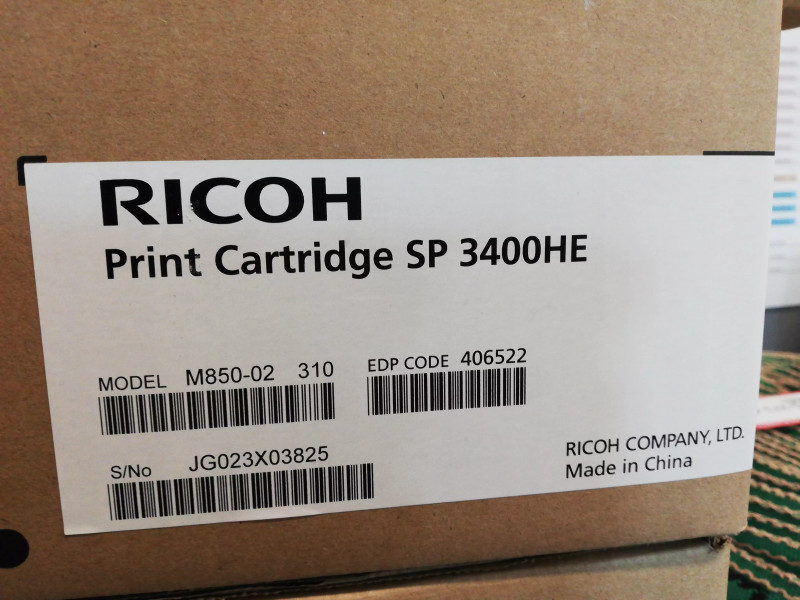 RICOH
Print Cartridge SP 3400HE
MODEL M850-02 310
EDP CODE 406522
S/No JG023X03825
RICOH COMPANY, LTD.
Made in China